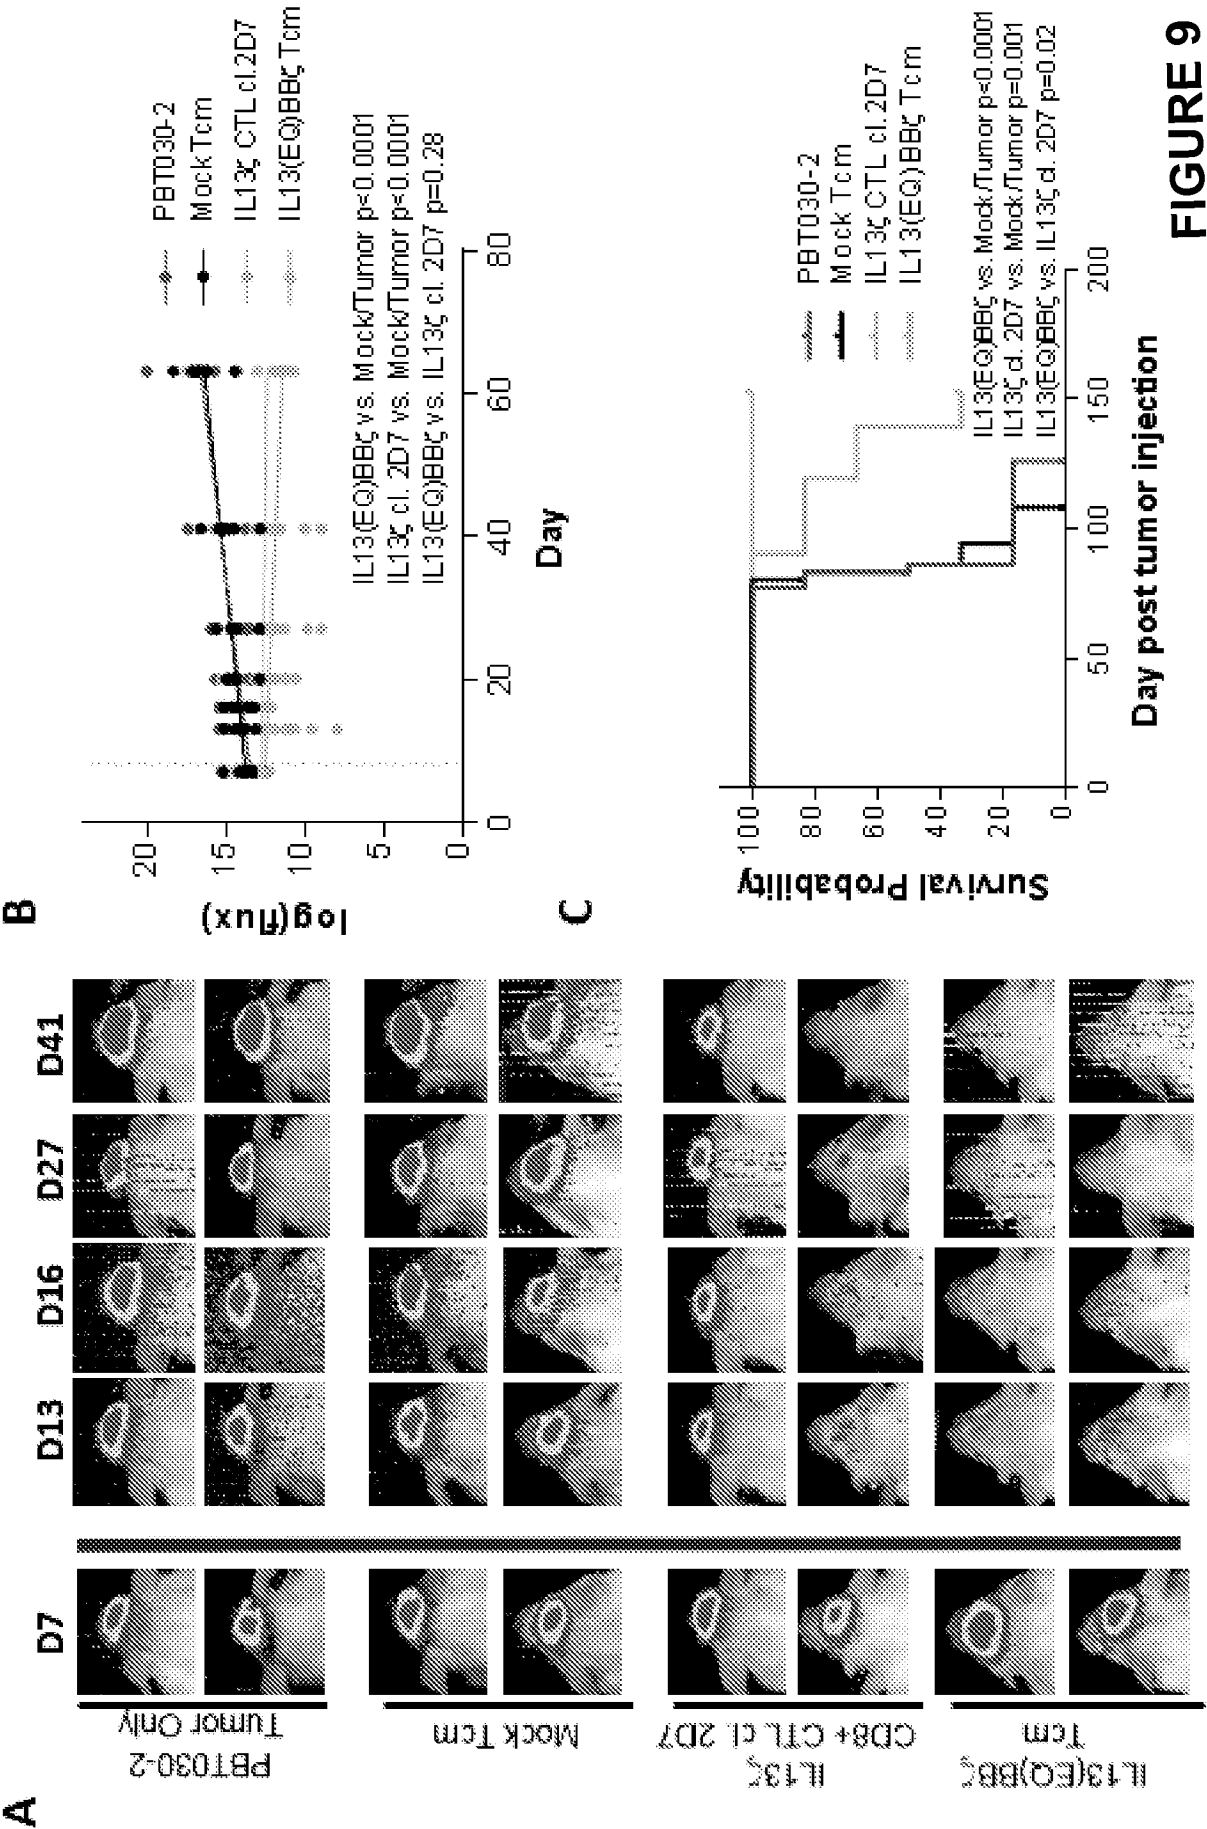 A
D7
D13
D16
D27
D41
PBT030-2
Tumor Only
Mock Tcm
IL13ζ
CD8+ CTL cl. 2D7
IL13(EQ)BBζ
Tcm
B
log(flux)
20
15
10
5
0
0
20
40
60
80
Day
PBT030-2
Mock Tcm
IL13ζ CTL cl.2D7
IL13(EQ)BBζ Tcm
IL13(EQ)BBζ vs. Mock/Tumor p<0.0001
IL13ζ cl. 2D7 vs. Mock/Tumor p<0.0001
IL13(EQ)BBζ vs. IL13ζ cl. 2D7 p=0.28
C
Survival Probability
100
80
60
40
20
0
0
50
100
150
200
Day post tumor injection
PBT030-2
Mock Tcm
IL13ζ CTL cl.2D7
IL13(EQ)BBζ Tcm
IL13(EQ)BBζ vs. Mock/Tumor p<0.0001
IL13ζ cl. 2D7 vs. Mock/Tumor p=0.001
IL13(EQ)BBζ vs. IL13ζ cl. 2D7 p=0.02
FIGURE 9